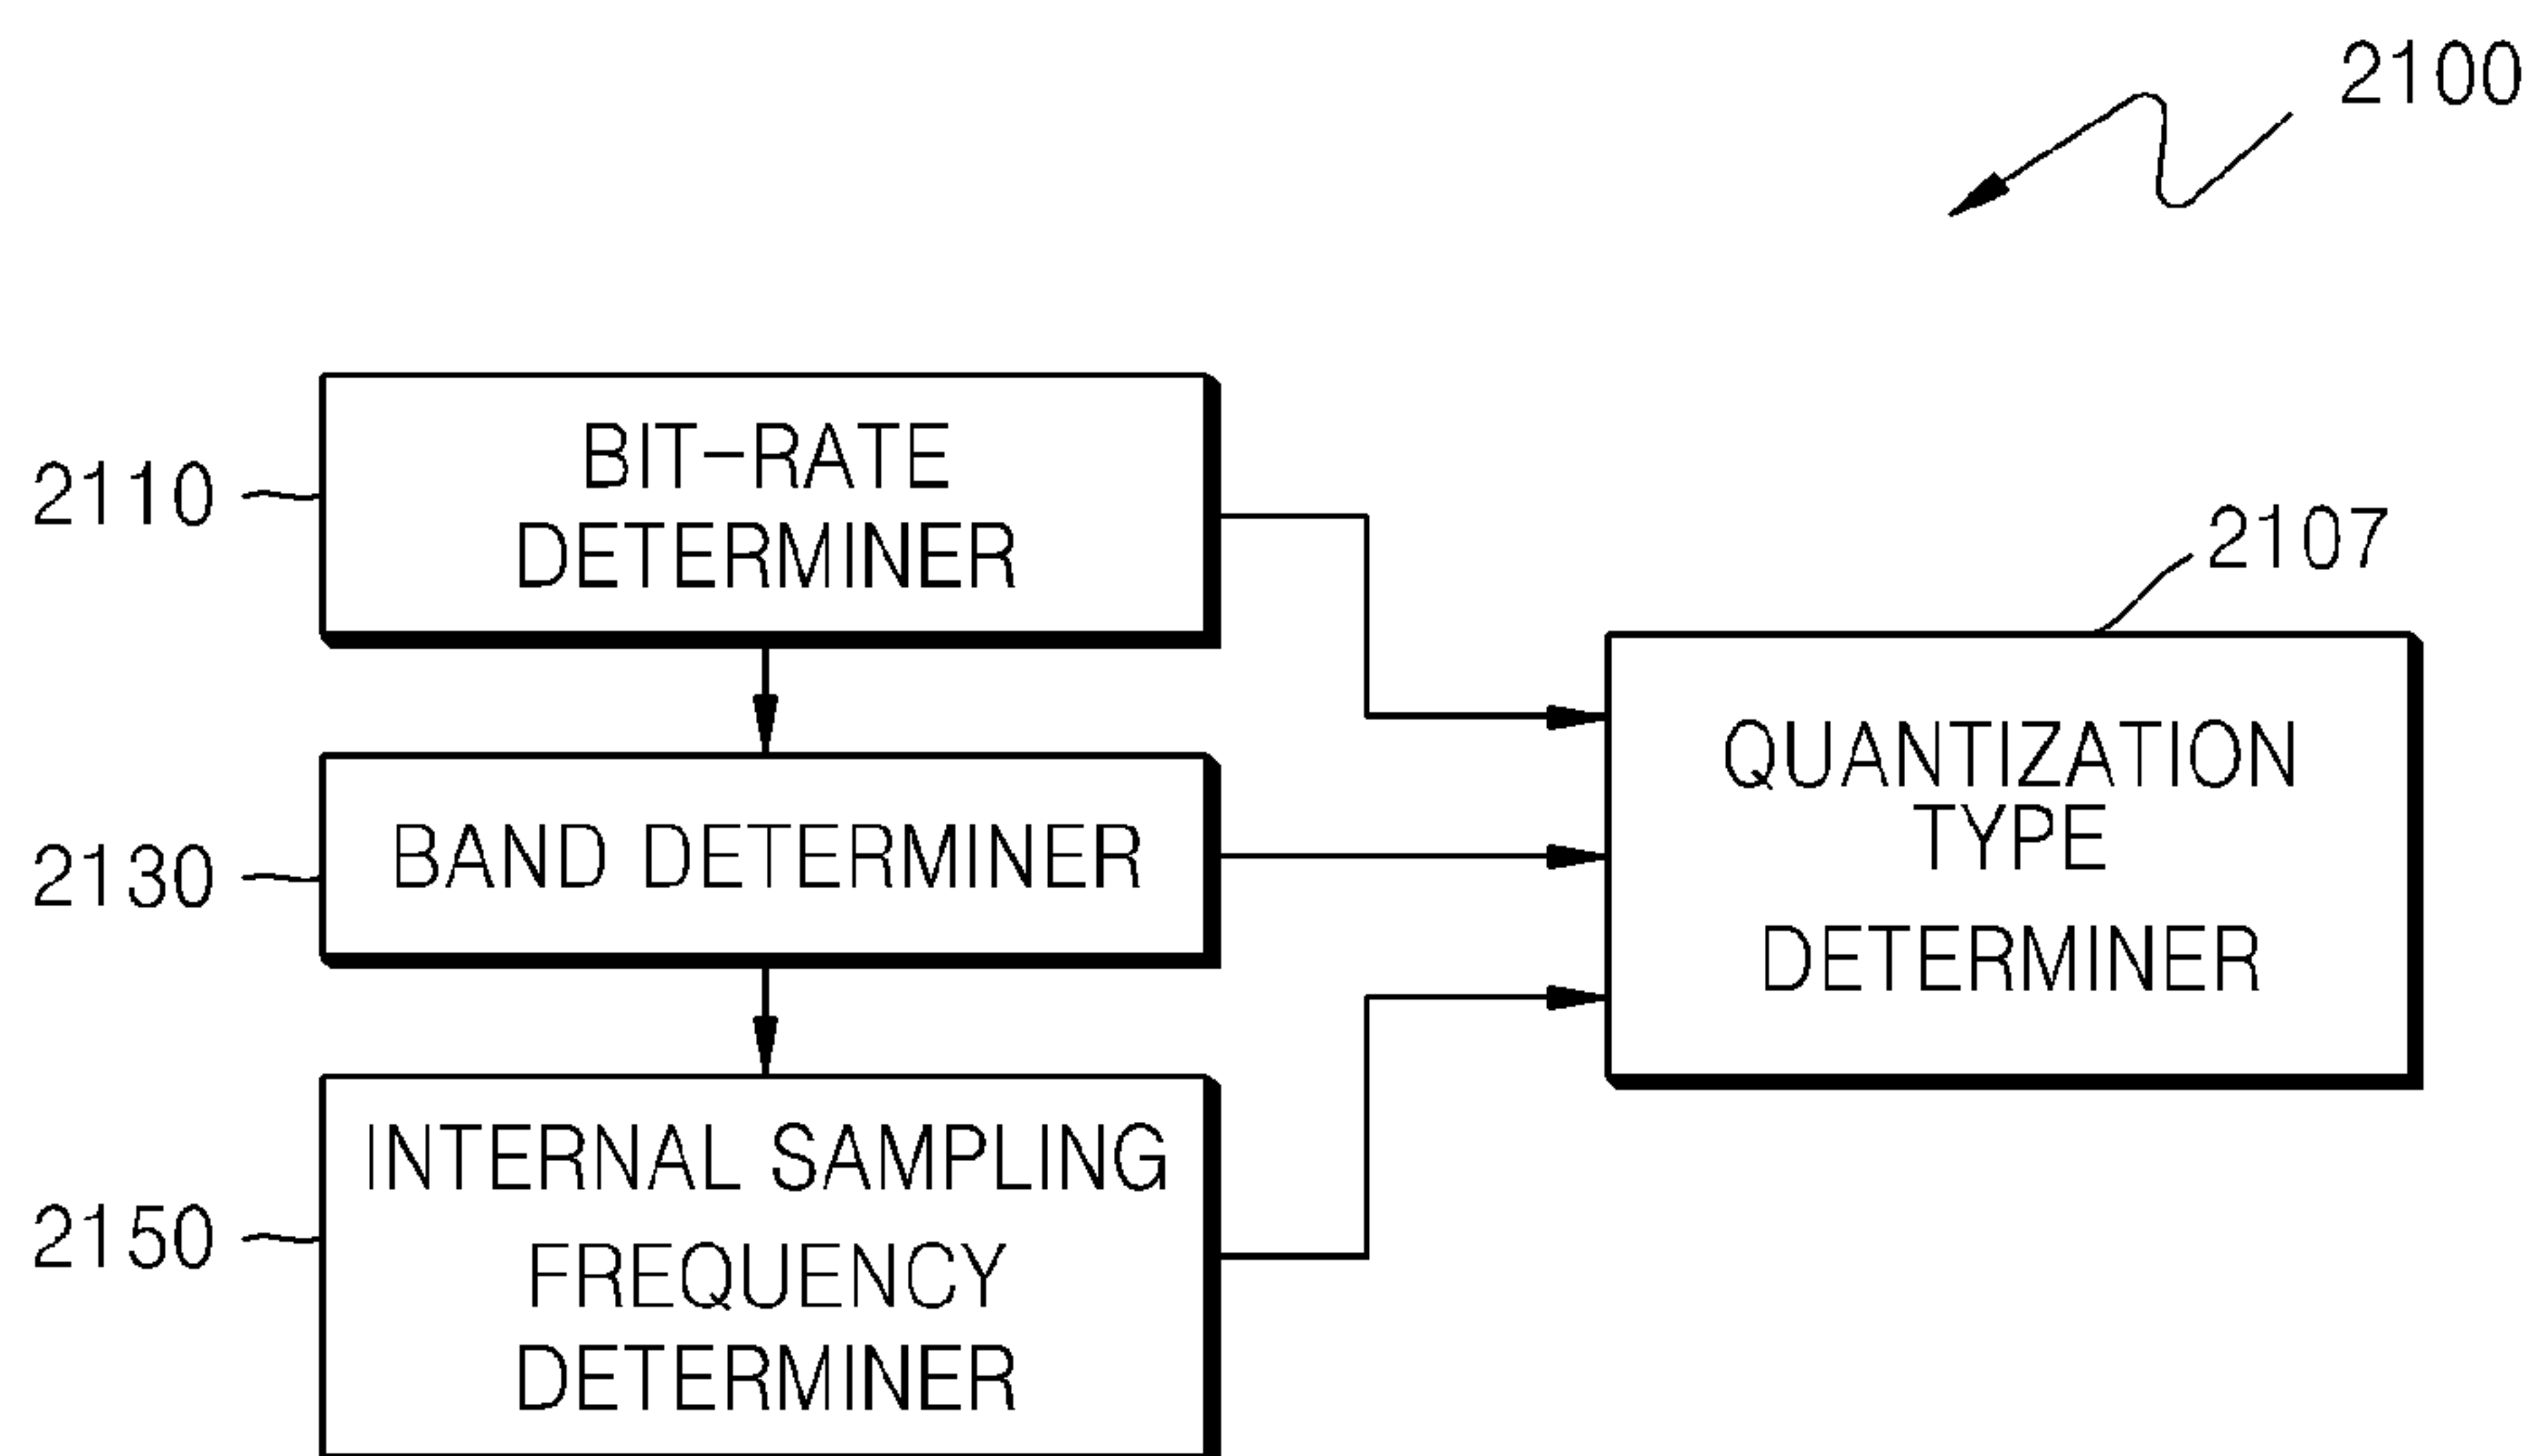 2100
2110
BIT-RATE
DETERMINER
2107
QUANTIZATION
TYPE
DETERMINER
2130
BAND DETERMINER
2150
INTERNAL SAMPLING
FREQUENCY
DETERMINER